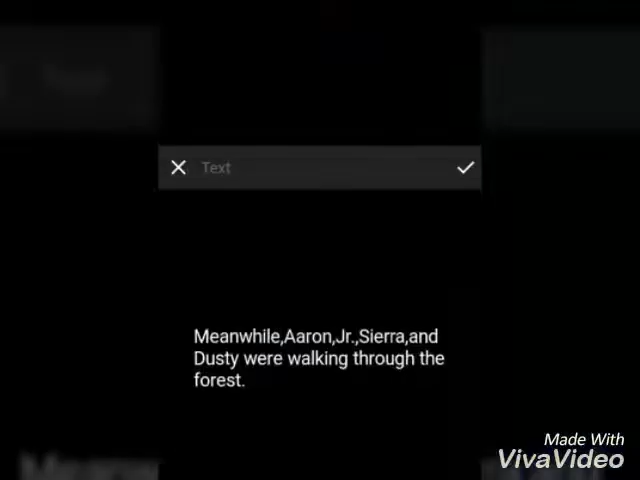 Text
Meanwhile,Aaron,Jr.,Sierra,and
Dusty were walking through the
forest.
Made With
VivaVideo